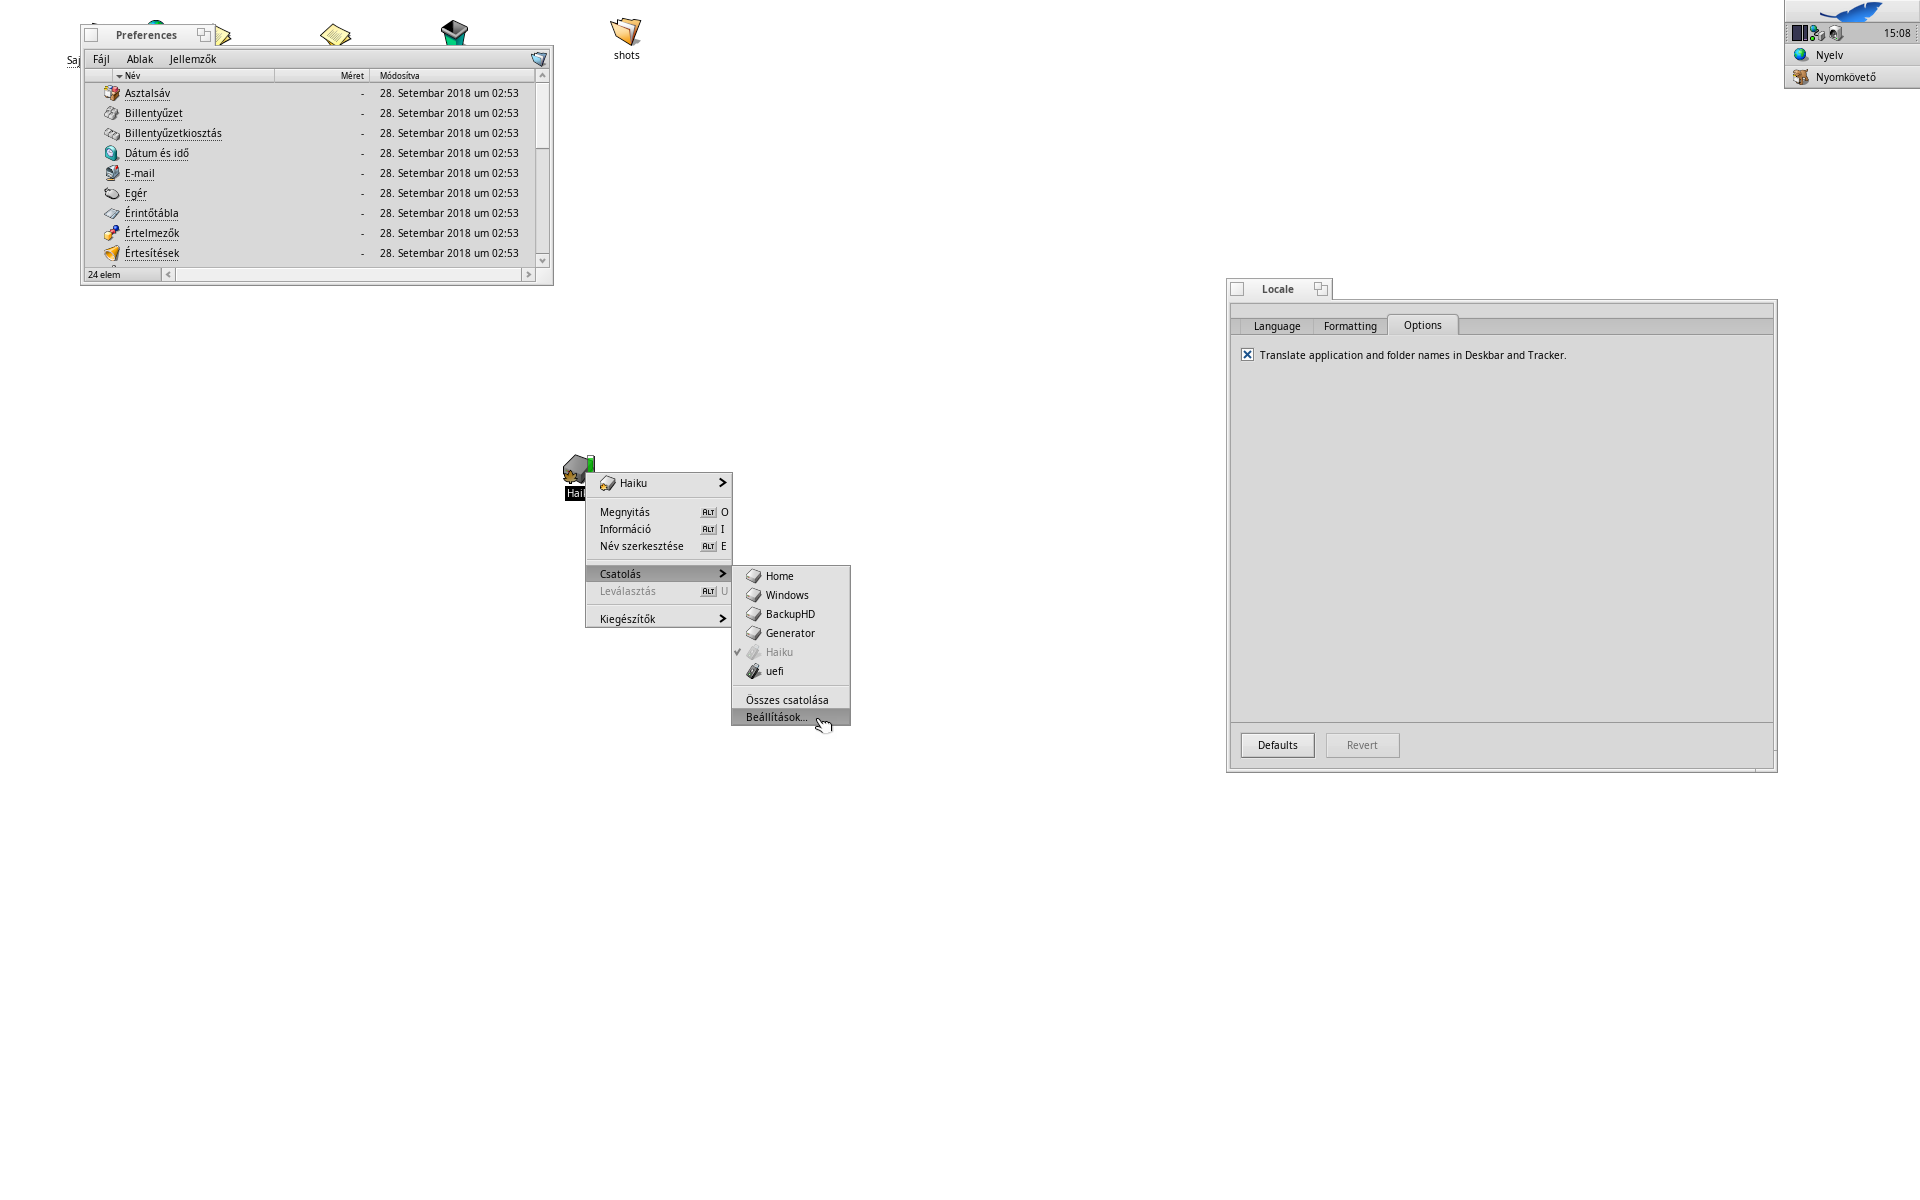 Preferences
Saj
Fájl Ablak Jellemzők
Név Méret Módosítva
Asztalsáv - 28. Setembar 2018 um 02:53
Billentyűzet - 28. Setembar 2018 um 02:53
Billentyűzetkiosztás - 28. Setembar 2018 um 02:53
Dátum és idő - 28. Setembar 2018 um 02:53
E-mail - 28. Setembar 2018 um 02:53
Egér - 28. Setembar 2018 um 02:53
Érintőtábla - 28. Setembar 2018 um 02:53
Értelmezők - 28. Setembar 2018 um 02:53
Értesítések - 28. Setembar 2018 um 02:53
24 elem
shots
15:08
Nyelv
Nyomkövető
Locale
Language Formatting Options
Translate application and folder names in Deskbar and Tracker.
Defaults Revert
Haiku
Megnyitás ALT O
Információ ALT I
Név szerkesztése ALT E
Csatolás
Leválasztás ALT U
Kiegészítők
Home
Windows
BackupHD
Generator
Haiku
uefi
Összes csatolása
Beállítások...